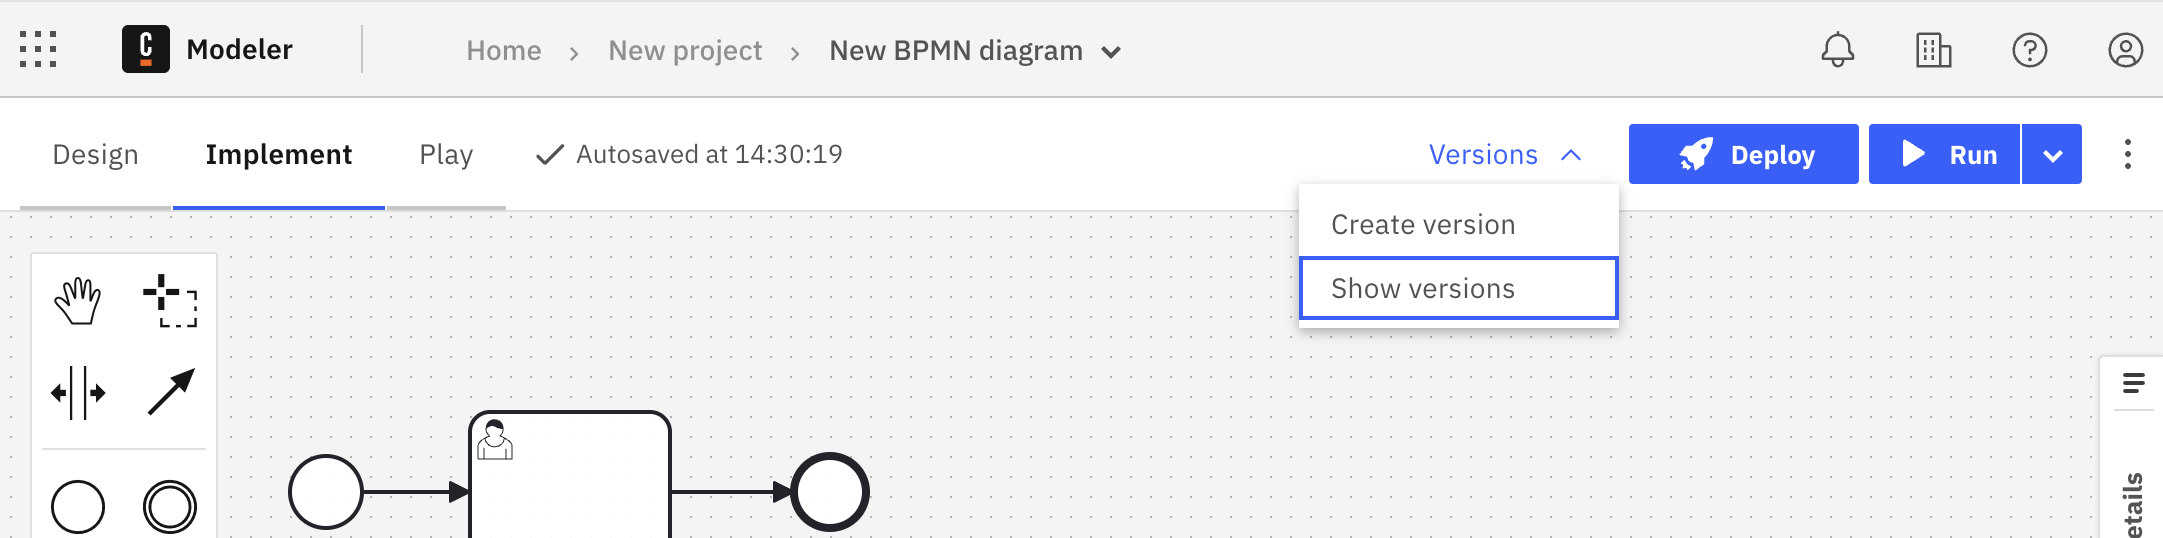 C Modeler Home > New project > New BPMN diagram
Design Implement Play Autosaved at 14:30:19 Versions Deploy Run
Create version
Show versions
etails